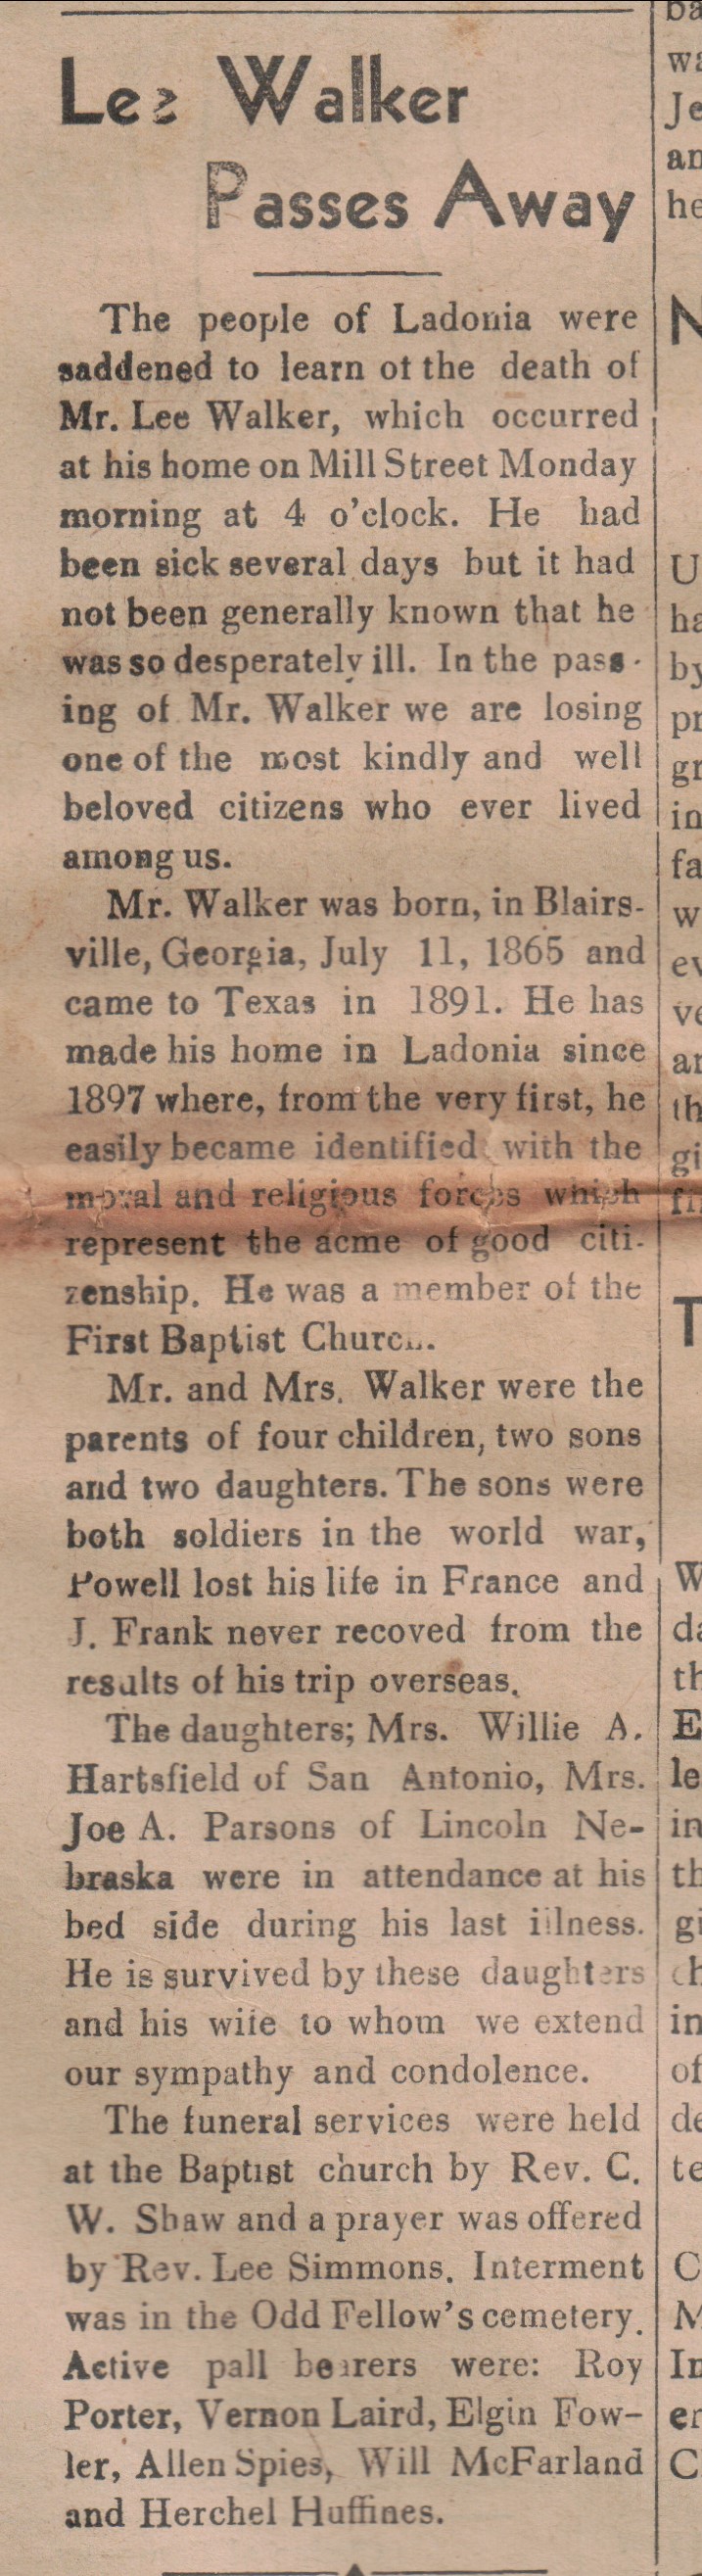 Lee Walker
Passes Away
The people of Ladonia were
saddened to learn ot the death of
Mr. Lee Walker, which occurred
at his home on Mill Street Monday
morning at 4 o'clock. He had
been sick several days but it had
not been generally known that he
was so desperately ill. In the pass-
ing of Mr. Walker we are losing
one of the most kindly and well
beloved citizens who ever lived
among us.
Mr. Walker was born, in Blairs-
ville, Georgia, July 11, 1865 and
came to Texas in 1891. He has
made his home in Ladonia since
1897 where, from the very first, he
easily became identified with the
moral and religious forces which
represent the acme of good citi-
zenship. He was a member of the
First Baptist Church.
Mr. and Mrs. Walker were the
parents of four children, two sons
and two daughters. The sons were
both soldiers in the world war,
Powell lost his life in France and
J. Frank never recoved from the
results of his trip overseas.
The daughters; Mrs. Willie A.
Hartsfield of San Antonio, Mrs.
Joe A. Parsons of Lincoln Ne-
braska were in attendance at his
bed side during his last illness.
He is survived by these daughters
and his wife to whom we extend
our sympathy and condolence.
The funeral services were held
at the Baptist church by Rev. C.
W. Shaw and a prayer was offered
by Rev. Lee Simmons. Interment
was in the Odd Fellow's cemetery.
Active pall bearers were: Roy
Porter, Vernon Laird, Elgin Fow-
ler, Allen Spies, Will McFarland
and Herchel Huffines.